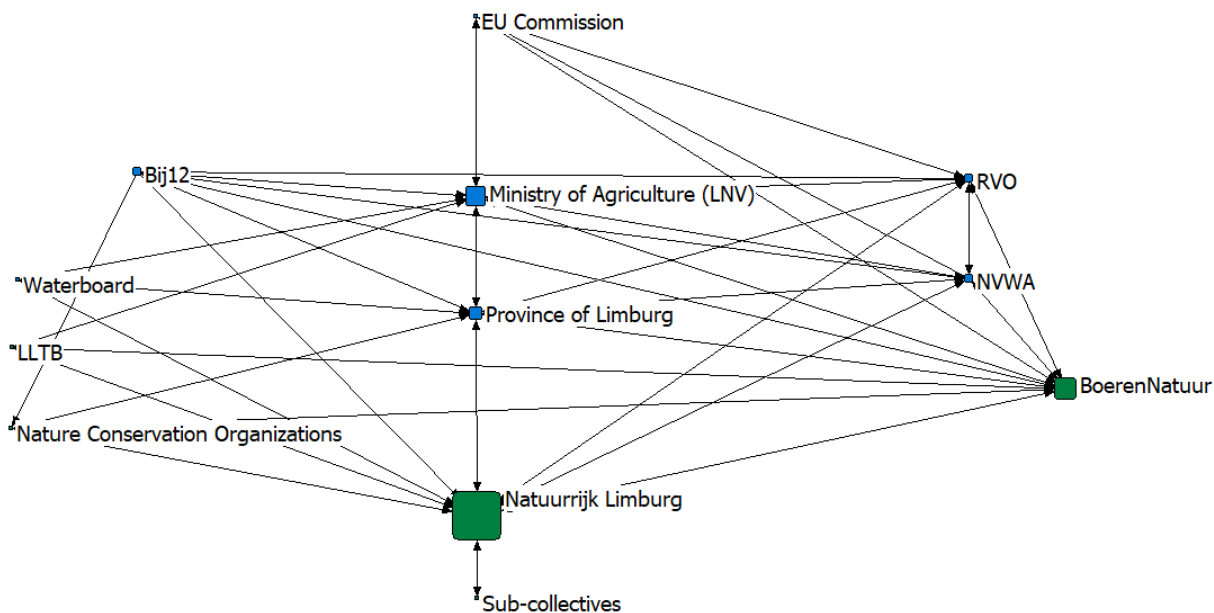 EU Commission
Bij12
Ministry of Agriculture (LNV)
RVO
Waterboard
NVWA
Province of Limburg
LLTB
BoerenNatuur
Nature Conservation Organizations
Natuurrijk Limburg
Sub-collectives